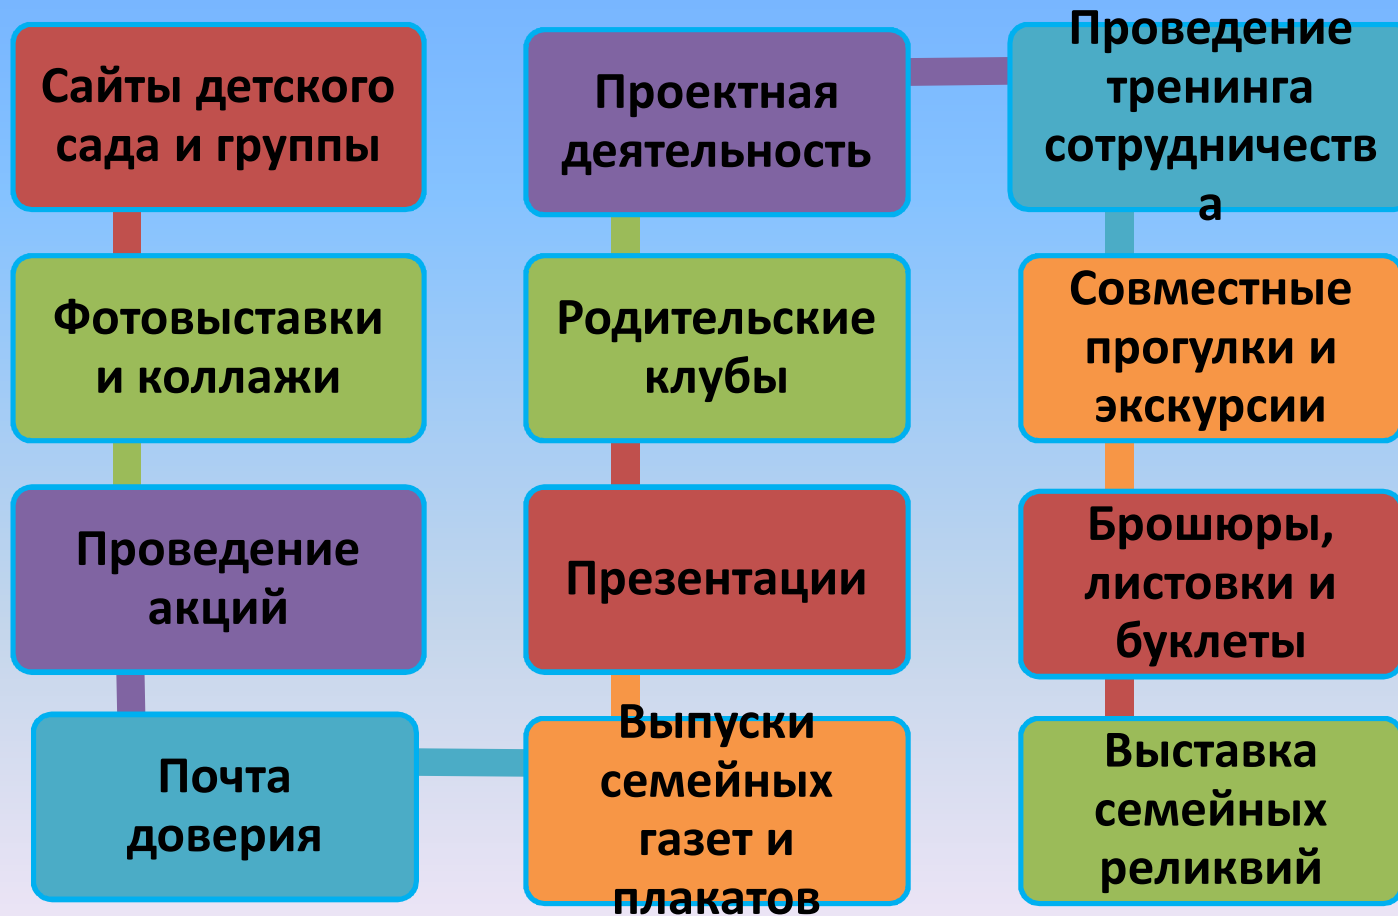 Сайты детского
сада и группы
Фотовыставки
и коллажи
Проведение
акций
Почта
доверия
Выпуски
семейных
газет и
плакатов
Презентации
Родительские
клубы
Проектная
деятельность
Проведение
тренинга
сотрудничеств
а
Совместные
прогулки и
экскурсии
Брошюры,
листовки и
буклеты
Выставка
семейных
реликвий